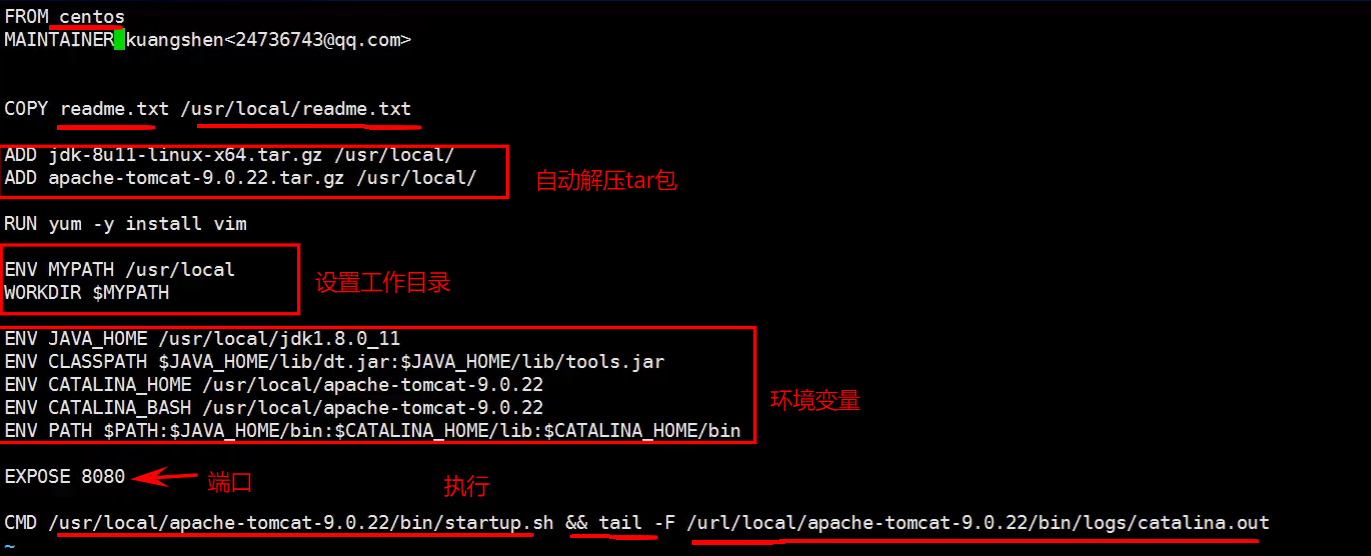 FROM centos
MAINTAINER kuangshen<24736743@qq.com>
COPY readme.txt /usr/local/readme.txt
ADD jdk-8u11-linux-x64.tar.gz /usr/local/
ADD apache-tomcat-9.0.22.tar.gz /usr/local/
自动解压tar包
RUN yum -y install vim
ENV MYPATH /usr/local
WORKDIR $MYPATH
设置工作目录
ENV JAVA_HOME /usr/local/jdk1.8.0_11
ENV CLASSPATH $JAVA_HOME/lib/dt.jar:$JAVA_HOME/lib/tools.jar
ENV CATALINA_HOME /usr/local/apache-tomcat-9.0.22
ENV CATALINA_BASH /usr/local/apache-tomcat-9.0.22
ENV PATH $PATH:$JAVA_HOME/bin:$CATALINA_HOME/lib:$CATALINA_HOME/bin
环境变量
EXPOSE 8080
端口
执行
CMD /usr/local/apache-tomcat-9.0.22/bin/startup.sh && tail -F /url/local/apache-tomcat-9.0.22/bin/logs/catalina.out
~